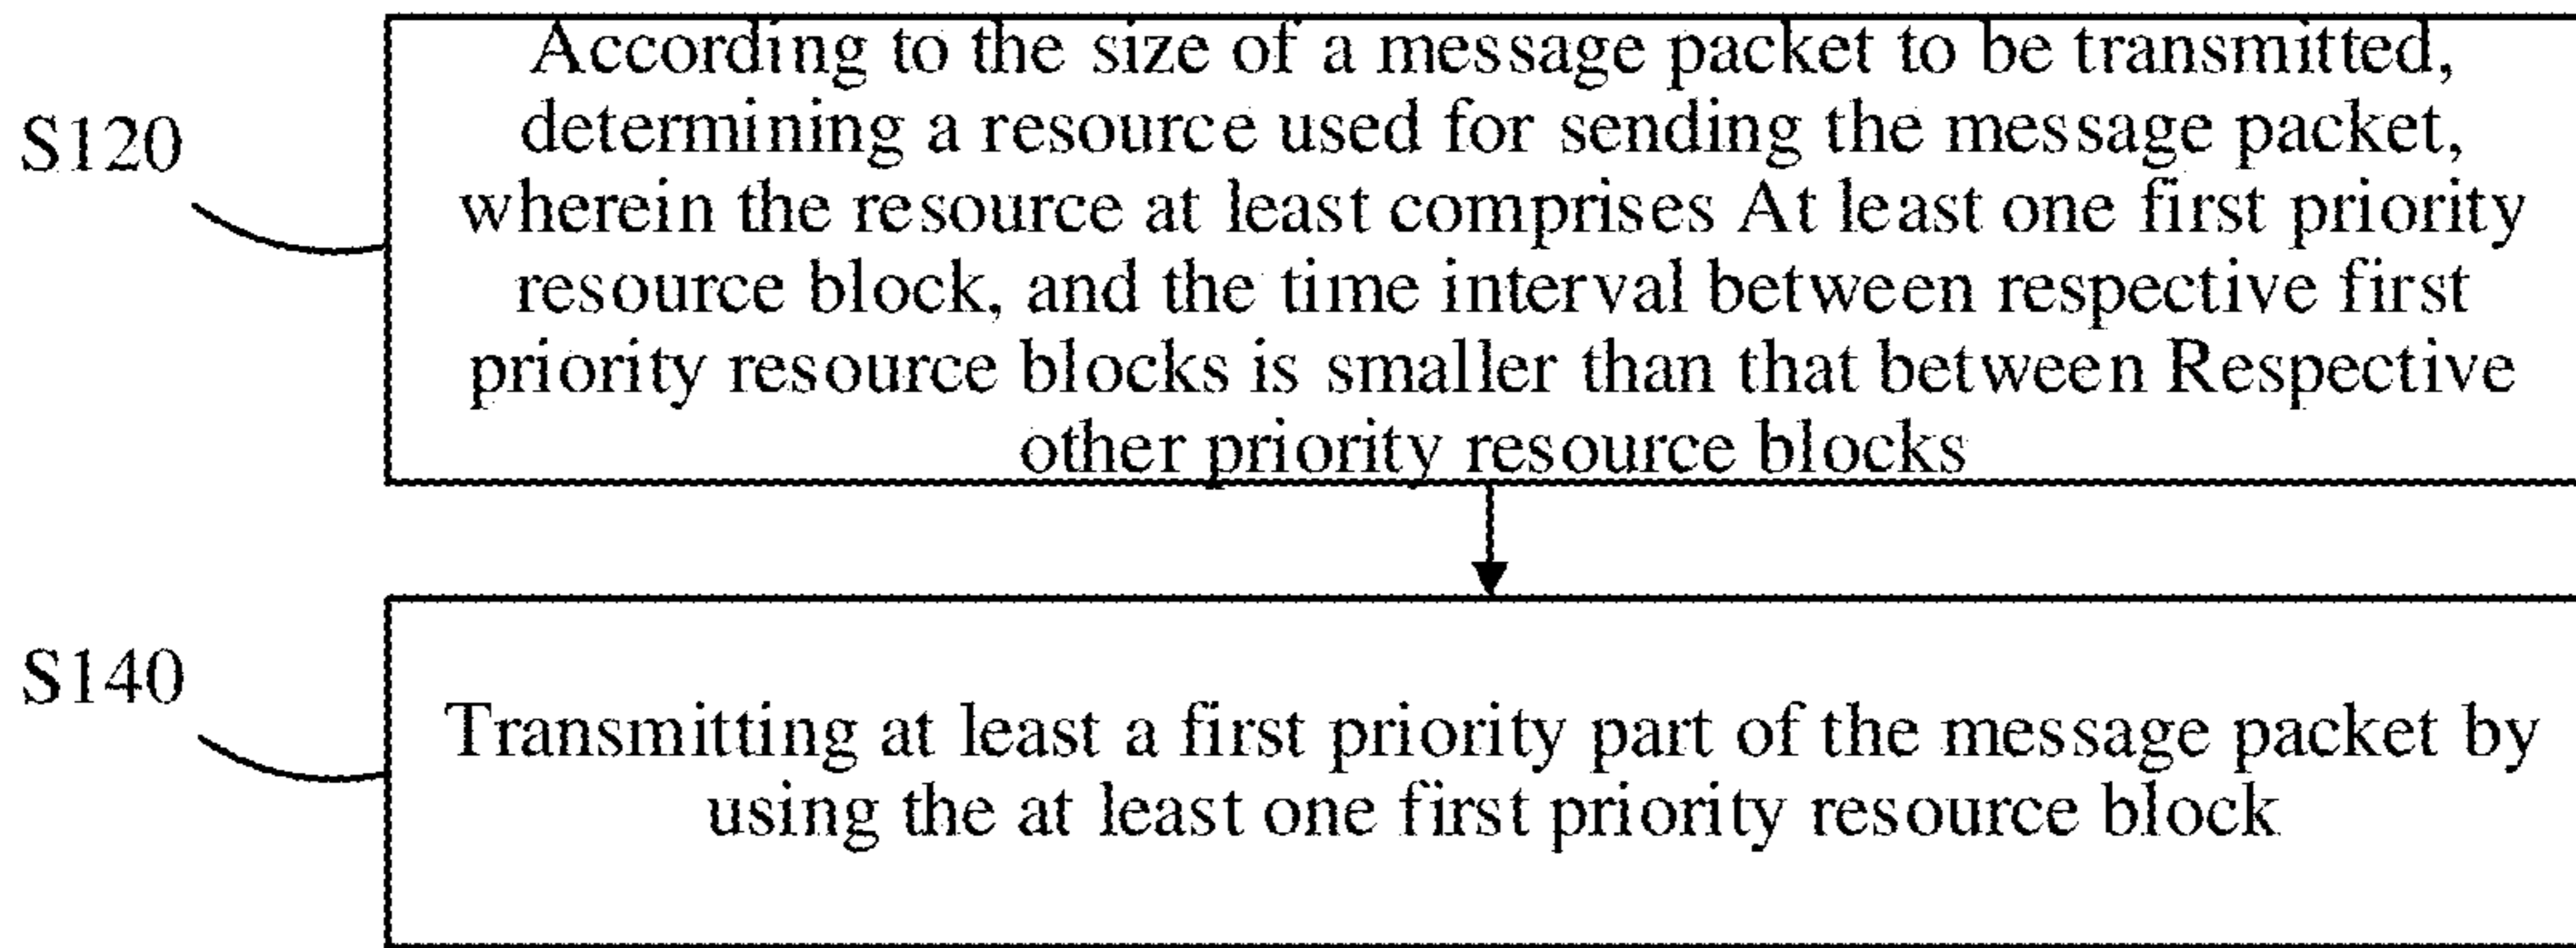 S120
According to the size of a message packet to be transmitted,
determining a resource used for sending the message packet,
wherein the resource at least comprises At least one first priority
resource block, and the time interval between respective first
priority resource blocks is smaller than that between Respective
other priority resource blocks
S140
Transmitting at least a first priority part of the message packet by
using the at least one first priority resource block